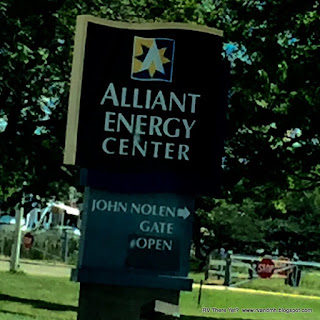 ALLIANT
ENERGY
CENTER
JOHN NOLEN →
GATE
OPEN
STOP